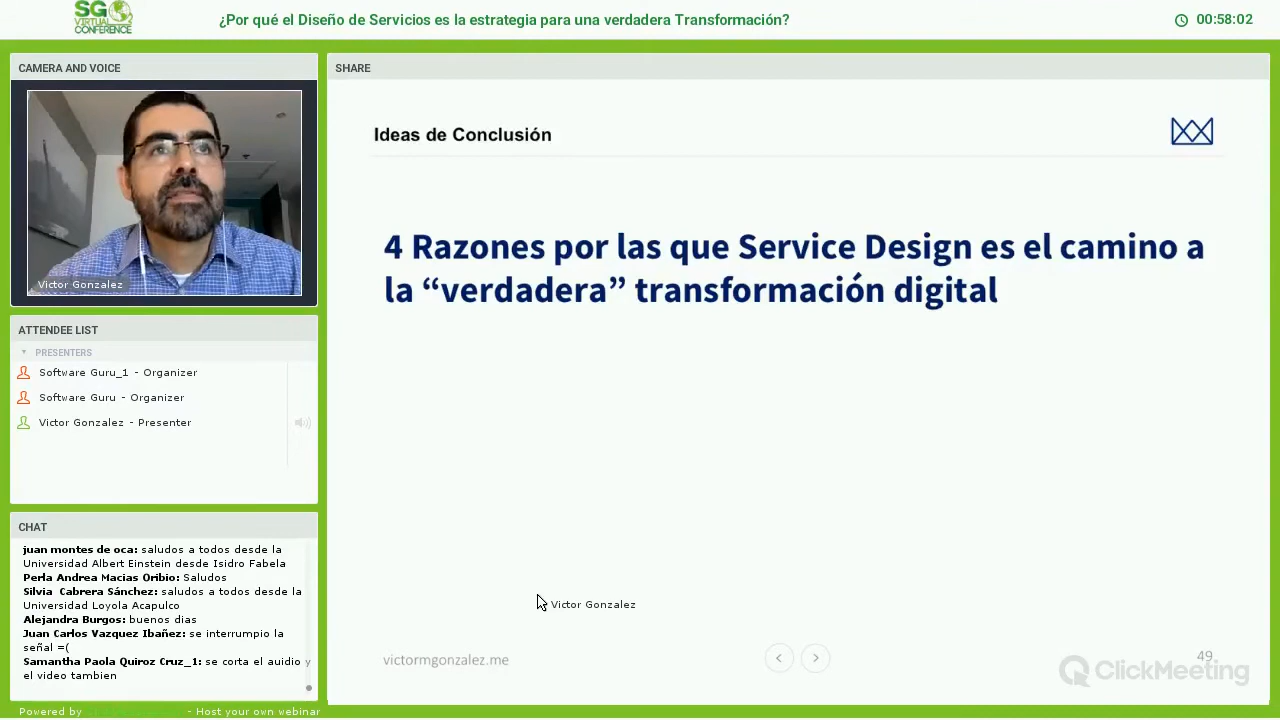 SG
VIRTUAL
CONFERENCE
¿Por qué el Diseño de Servicios es la estrategia para una verdadera Transformación?
00:58:02
CAMERA AND VOICE
Victor Gonzalez
ATTENDEE LIST
PRESENTERS
Software Guru_1 - Organizer
Software Guru - Organizer
Victor Gonzalez - Presenter
CHAT
juan montes de oca: saludos a todos desde la
Universidad Albert Einstein desde Isidro Fabela
Perla Andrea Macias Oribio: Saludos
Silvia Cabrera Sánchez: saludos a todos desde la
Universidad Loyola Acapulco
Alejandra Burgos: buenos dias
Juan Carlos Vazquez Ibañez: se interrumpio la
señal =(
Samantha Paola Quiroz Cruz_1: se corta el auidio y
el video tambien
Powered by
- Host your own webinar
SHARE
Ideas de Conclusión
4 Razones por las que Service Design es el camino a
la “verdadera” transformación digital
Victor Gonzalez
victormgonzalez.me
49
ClickMeeting